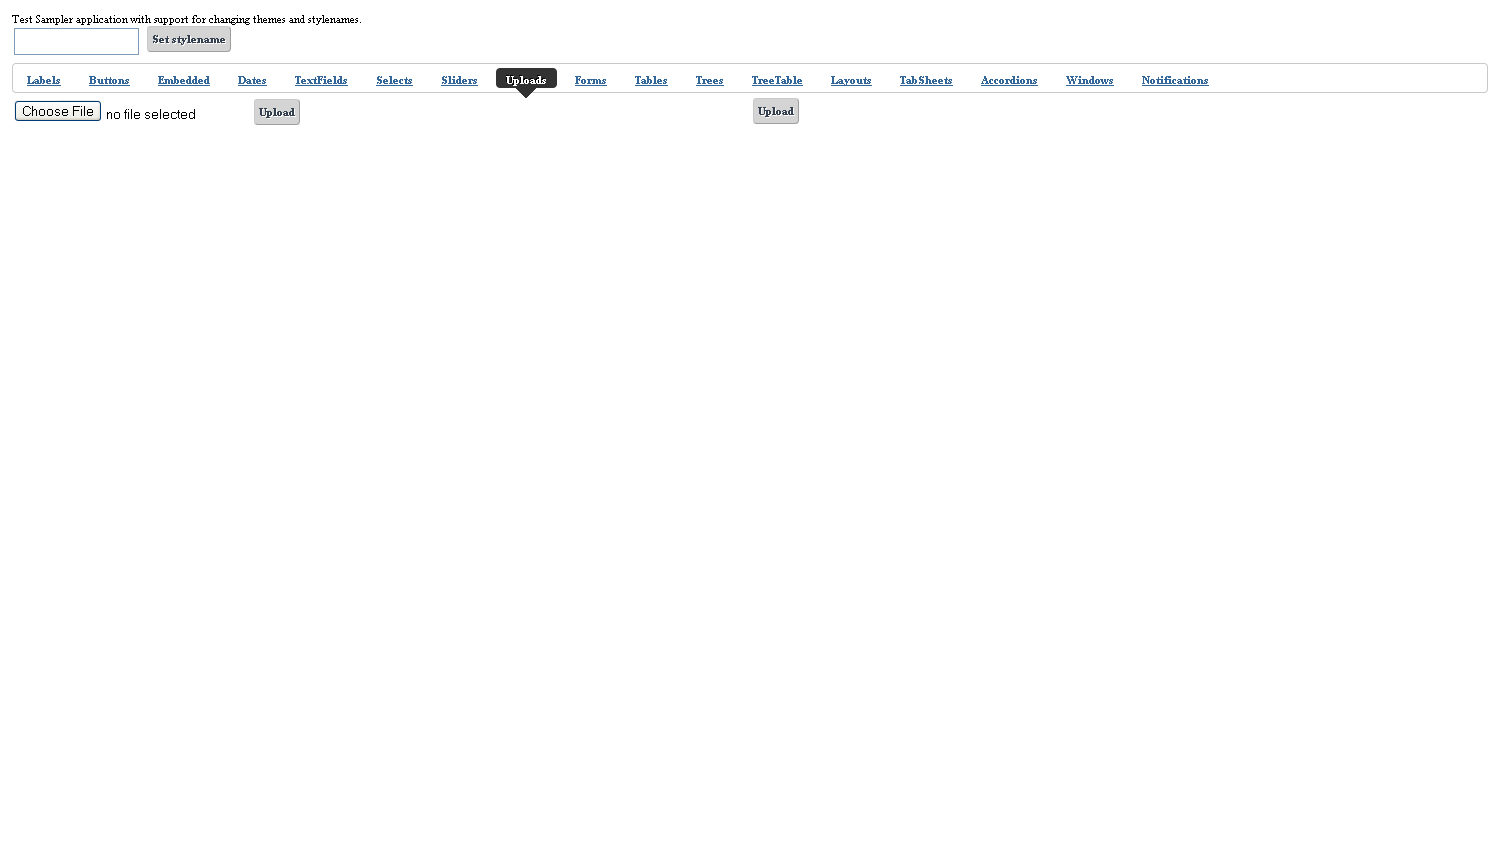 Test Sampler application with support for changing themes and stylenames.
Set stylename
Labels Buttons Embedded Dates TextFields Selects Sliders Uploads Forms Tables Trees TreeTable Layouts TabSheets Accordions Windows Notifications
Choose File no file selected Upload Upload